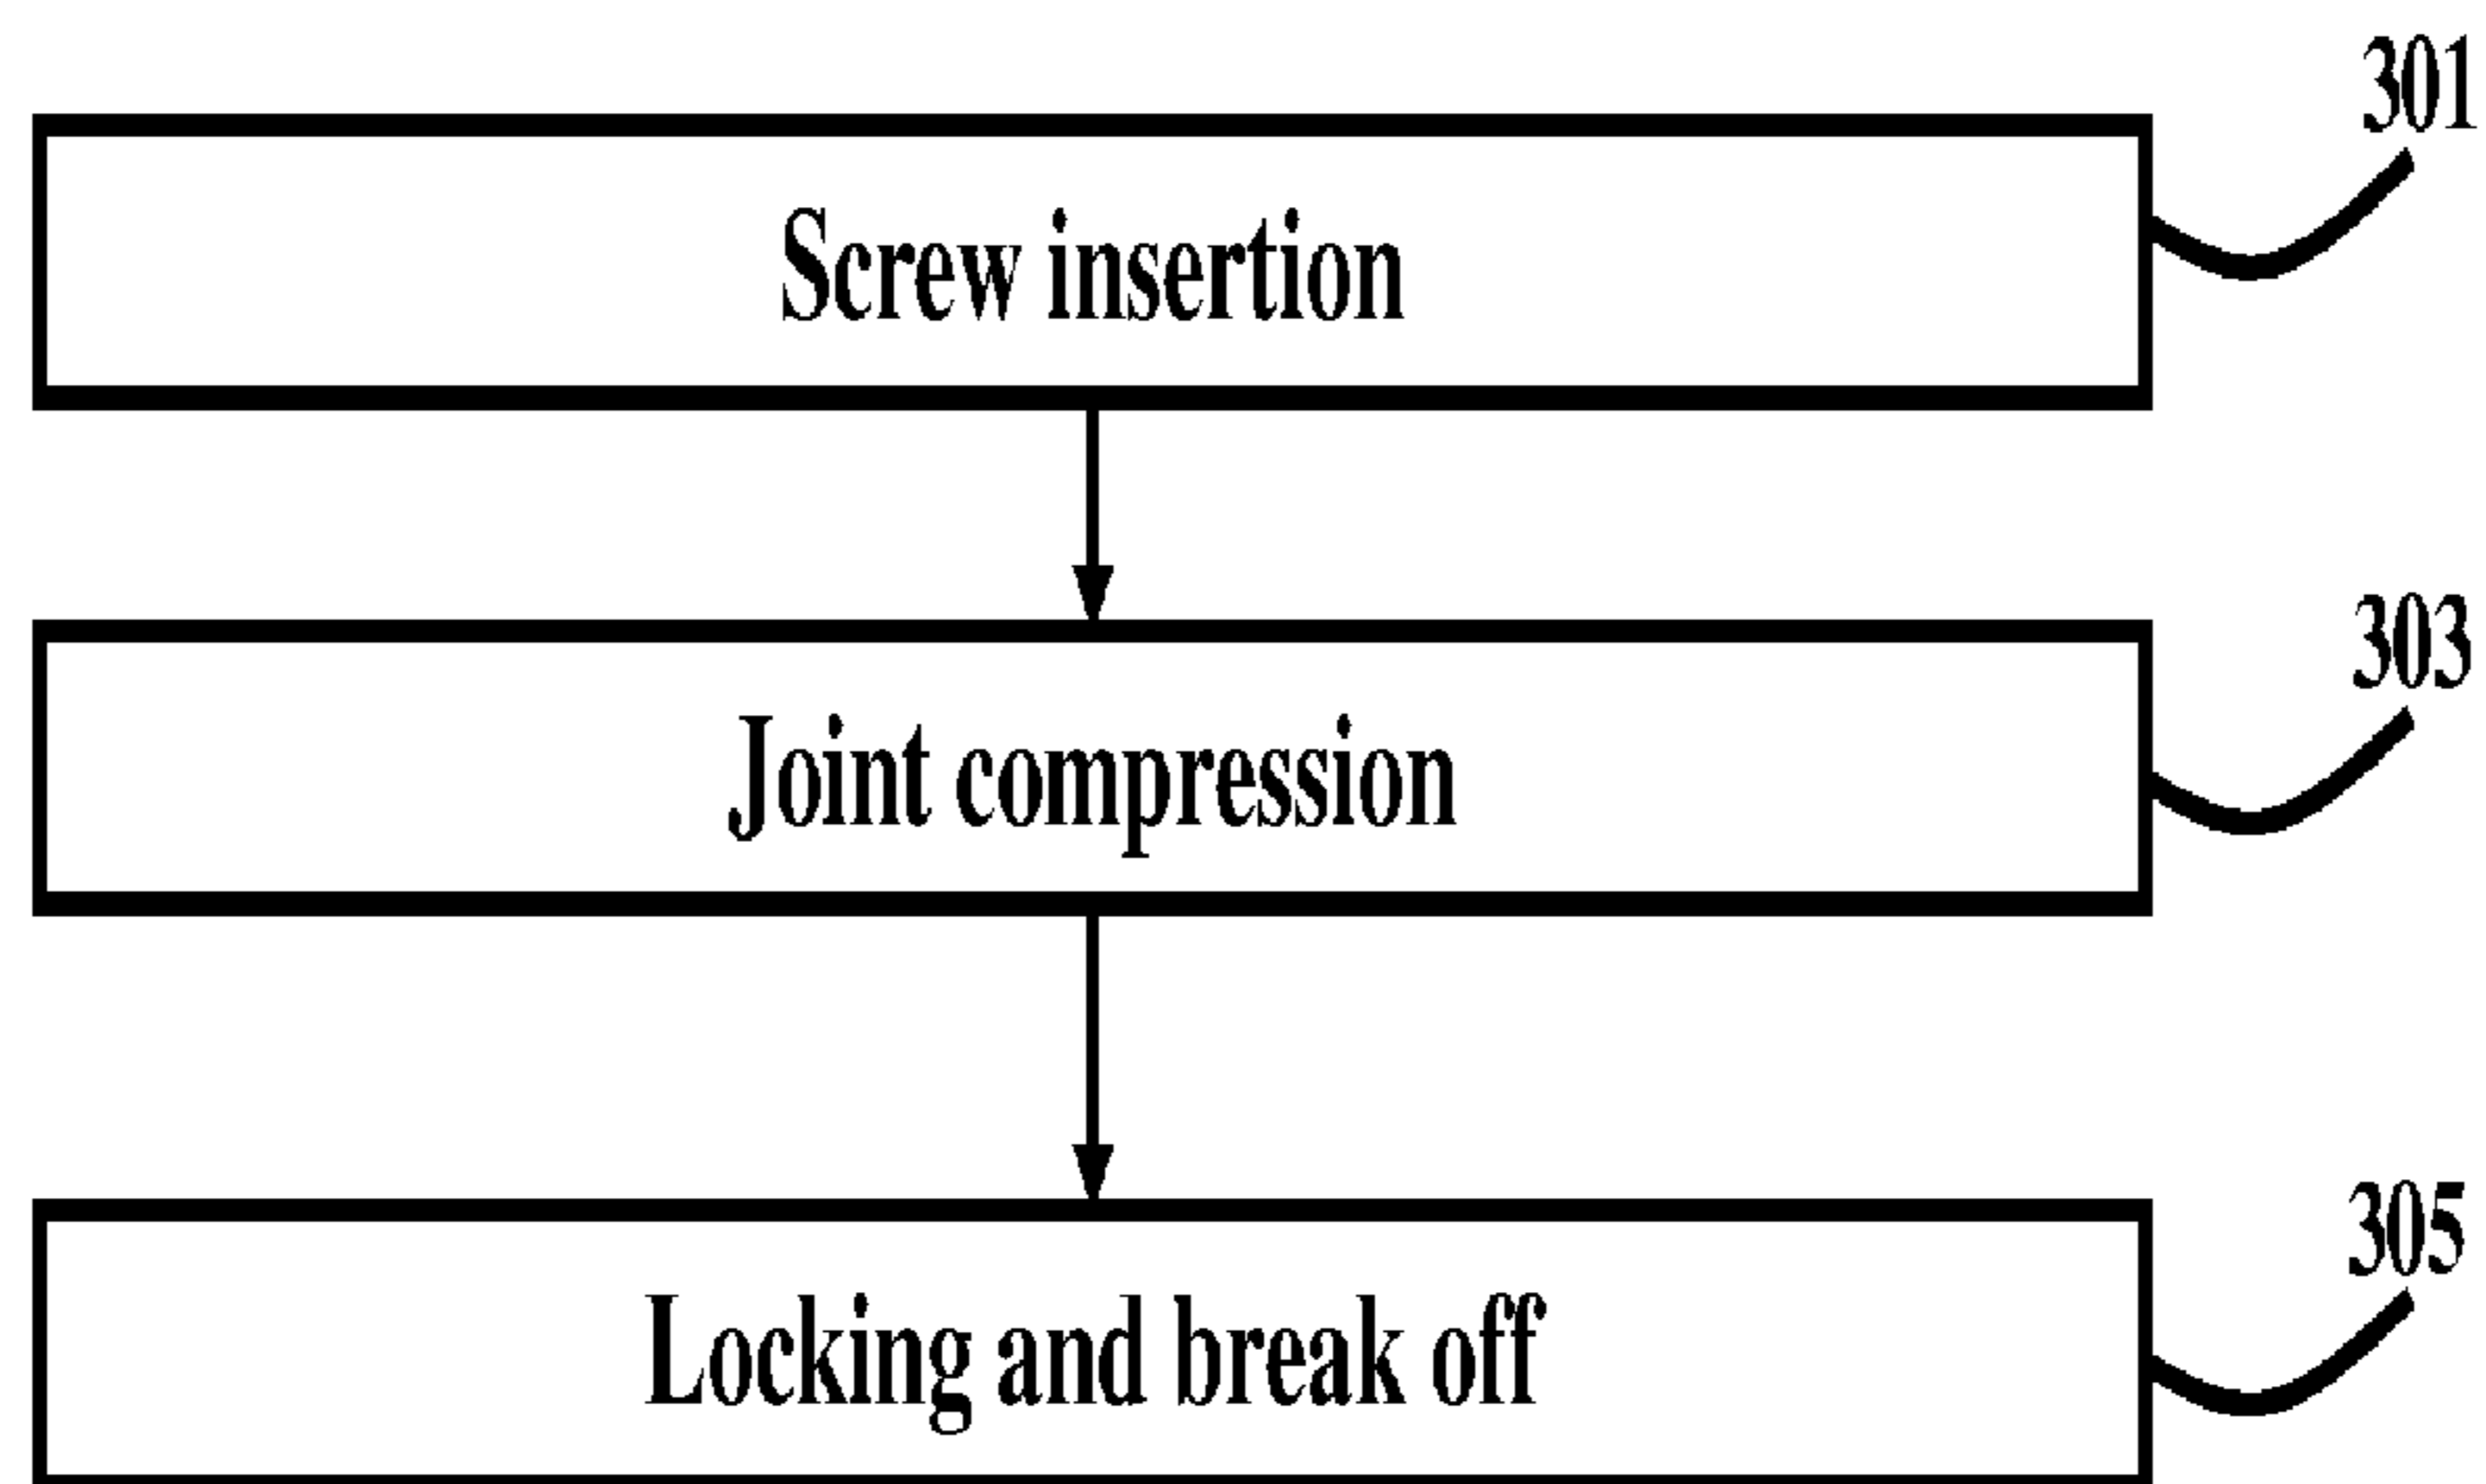 301
Screw insertion
303
Joint compression
305
Locking and break off